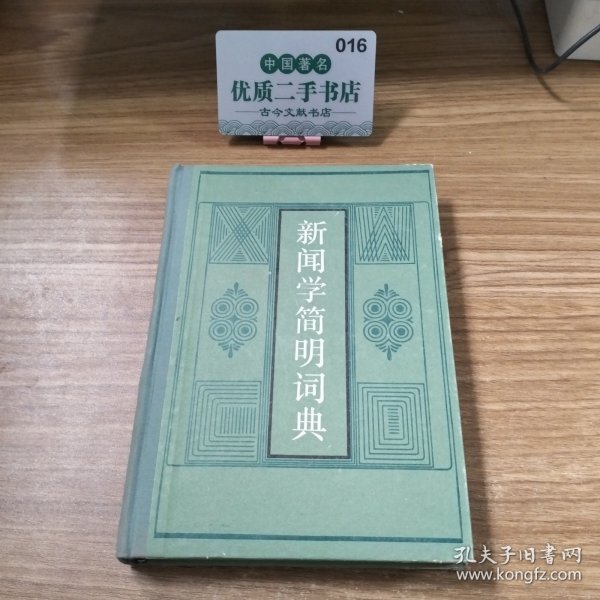 016
中国著名
优质二手书店
古今文献书店
新闻学简明词典
孔夫子旧书网
www.kongfz.com